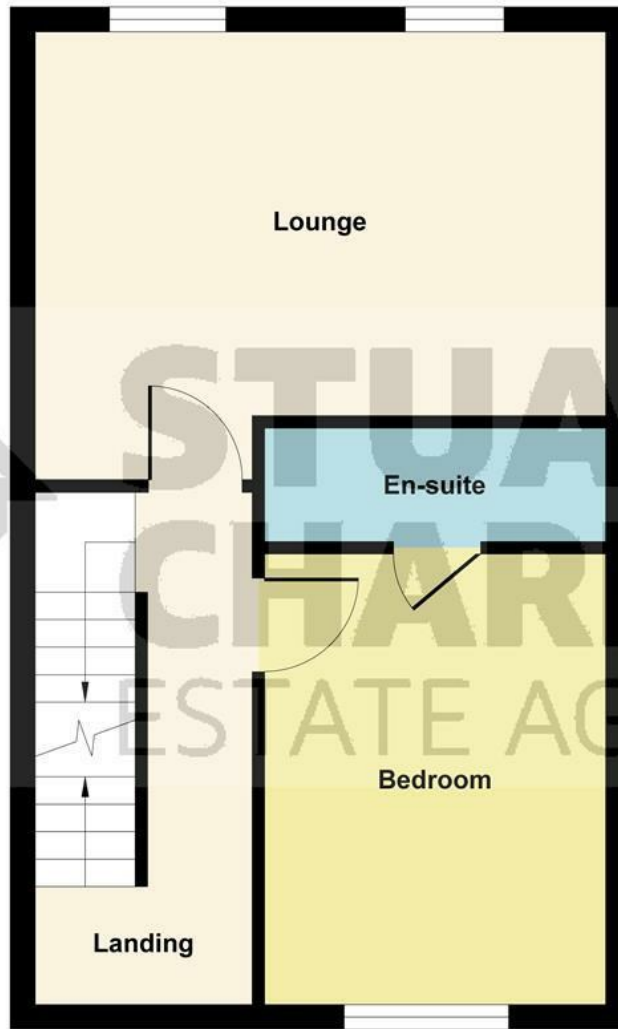 Lounge
STUA
En-suite
CHAR
ESTATE AG
Bedroom
Landing